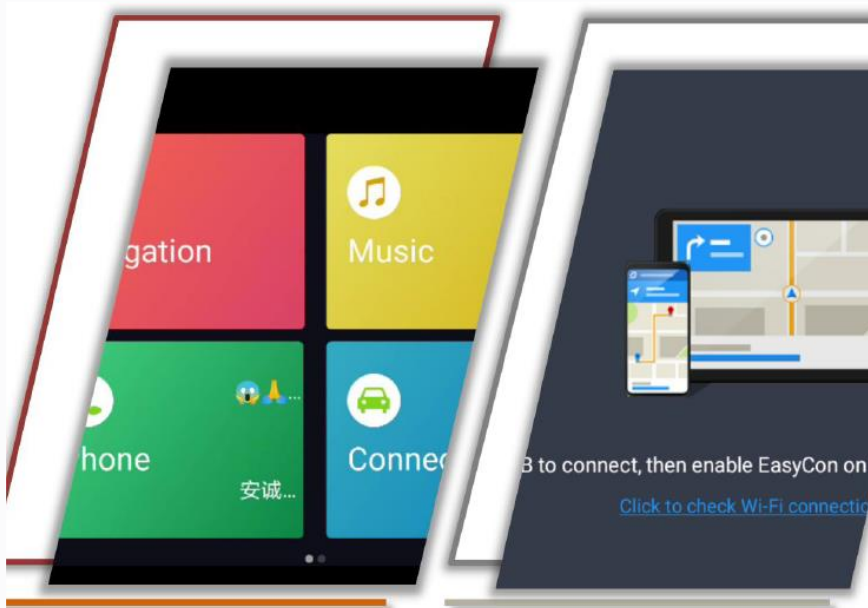 gation
Music
hone
安诚...
Connec
B to connect, then enable EasyCon on
Click to check Wi-Fi connectio